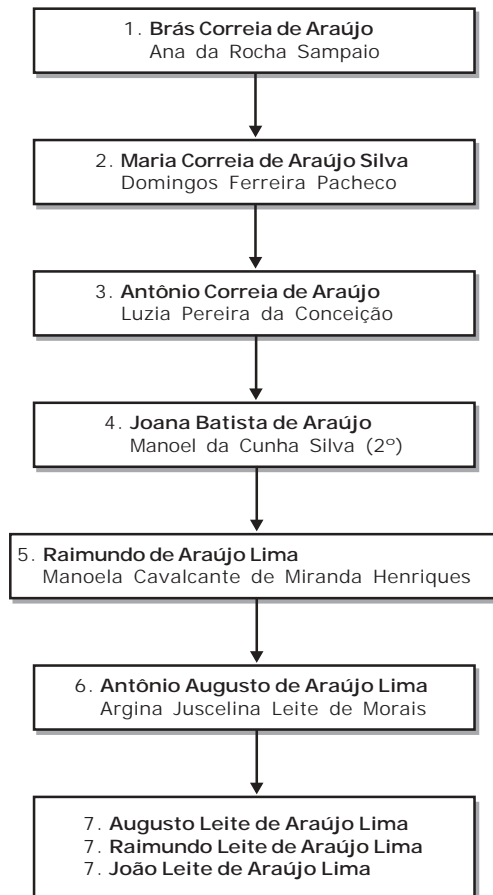 1. Brás Correia de Araújo
Ana da Rocha Sampaio
2. Maria Correia de Araújo Silva
Domingos Ferreira Pacheco
3. Antônio Correia de Araújo
Luzia Pereira da Conceição
4. Joana Batista de Araújo
Manoel da Cunha Silva (2º)
5. Raimundo de Araújo Lima
Manoela Cavalcante de Miranda Henriques
6. Antônio Augusto de Araújo Lima
Argina Juscelina Leite de Morais
7. Augusto Leite de Araújo Lima
7. Raimundo Leite de Araújo Lima
7. João Leite de Araújo Lima